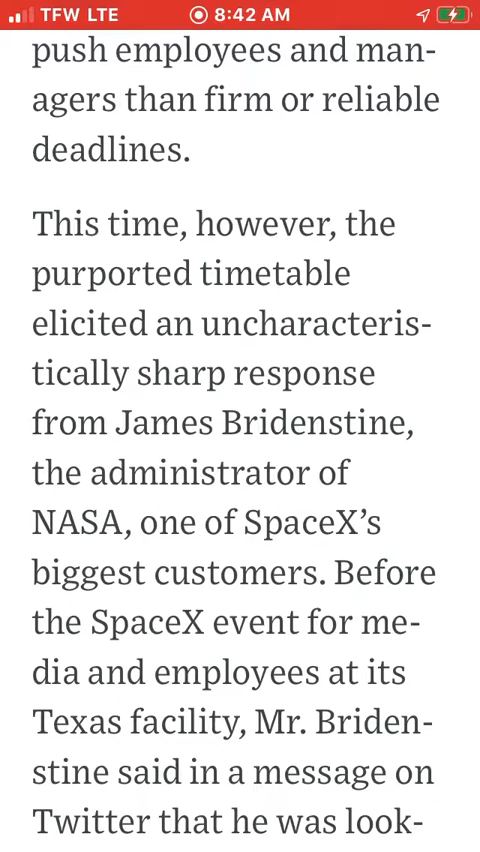 TFW LTE 8:42 AM
push employees and man-
agers than firm or reliable
deadlines.
This time, however, the
purported timetable
elicited an uncharacteris-
tically sharp response
from James Bridenstine,
the administrator of
NASA, one of SpaceX’s
biggest customers. Before
the SpaceX event for me-
dia and employees at its
Texas facility, Mr. Briden-
stine said in a message on
Twitter that he was look-